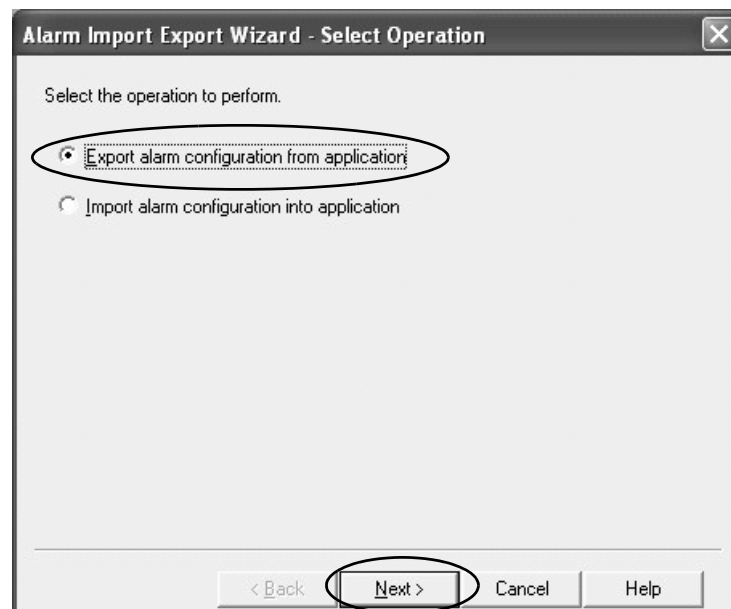 Alarm Import Export Wizard - Select Operation
Select the operation to perform.
Export alarm configuration from application
Import alarm configuration into application
< Back Next > Cancel Help